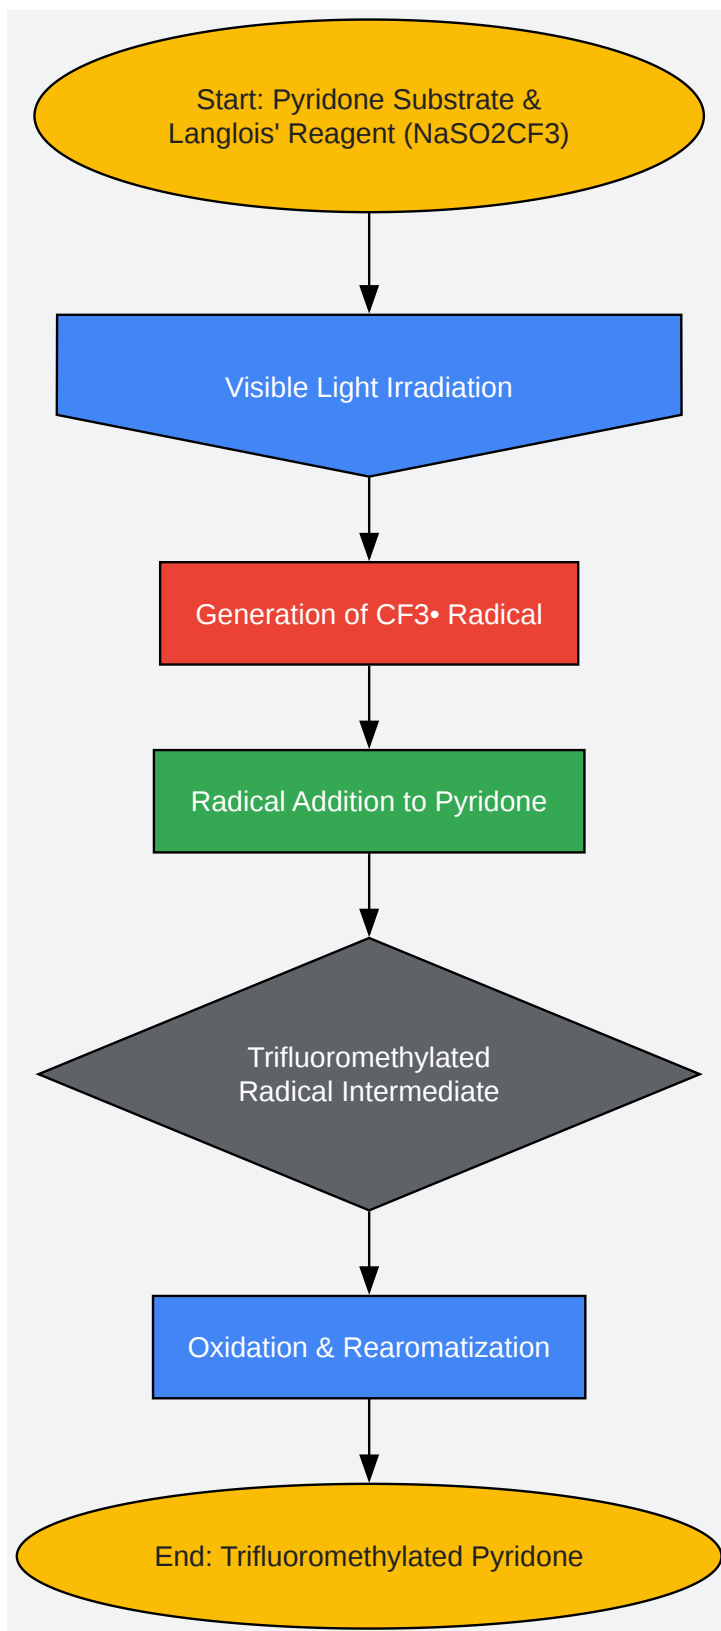 Start: Pyridone Substrate &
Langlois' Reagent (NaSO2CF3)
Visible Light Irradiation
Generation of CF3• Radical
Radical Addition to Pyridone
Trifluoromethylated
Radical Intermediate
Oxidation & Rearomatization
End: Trifluoromethylated Pyridone